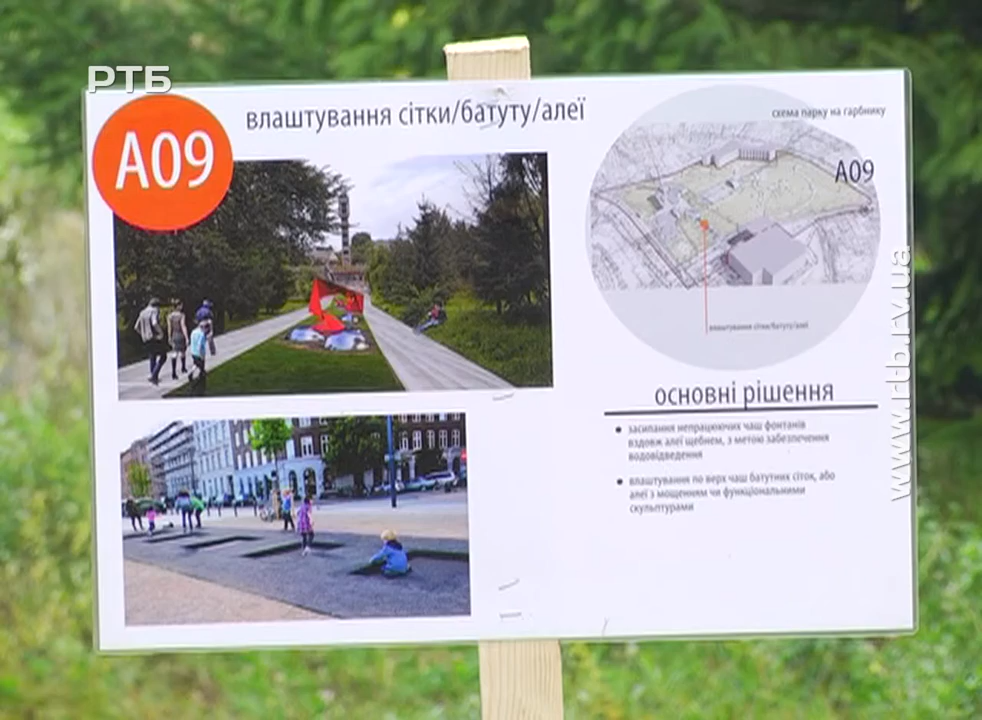 РТБ
A09
влаштування сітки/батуту/алеї
схема парку на гарбнику
A09
влаштування сітки/батуту/алеї
основні рішення
• засипання непрацюючих чаш фонтанів
вздовж алеї щебнем, з метою забезпечення
водовідведення
• влаштування по верх чаш батутних сіток, або
алеї з мощенням чи функціональними
скульптурами
www.rtb.rv.ua